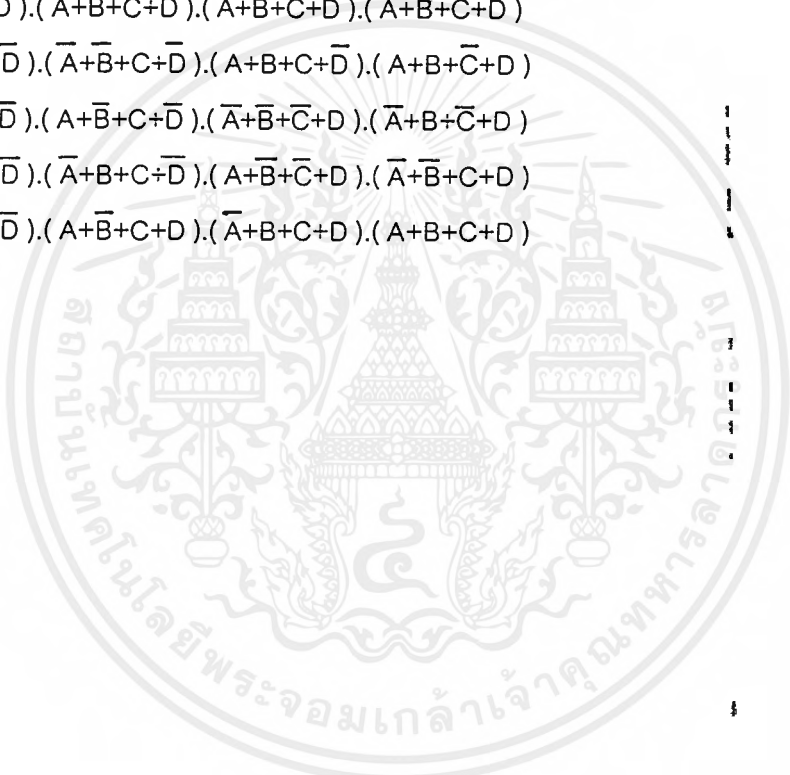 D ).( A+B+C÷D ).( A+B+C+D ).( A+B+C+D )
D̅ ).( A̅+B̅+C+D̅ ).( A+B+C+D̅ ).( A+B+C̅+D )
D̅ ).( A+B̅+C÷D̅ ).( A̅+B̅+C̅+D ).( A̅+B÷C̅+D )
D̅ ).( A̅+B+C÷D̅ ).( A+B̅+C̅+D ).( A̅+B̅+C+D )
D̅ ).( A+B̅+C+D ).( A̅+B+C+D ).( A+B+C+D )
สถาบันเทคโนโลยีพระจอมเกล้าเจ้าคุณทหารลาดกระบัง